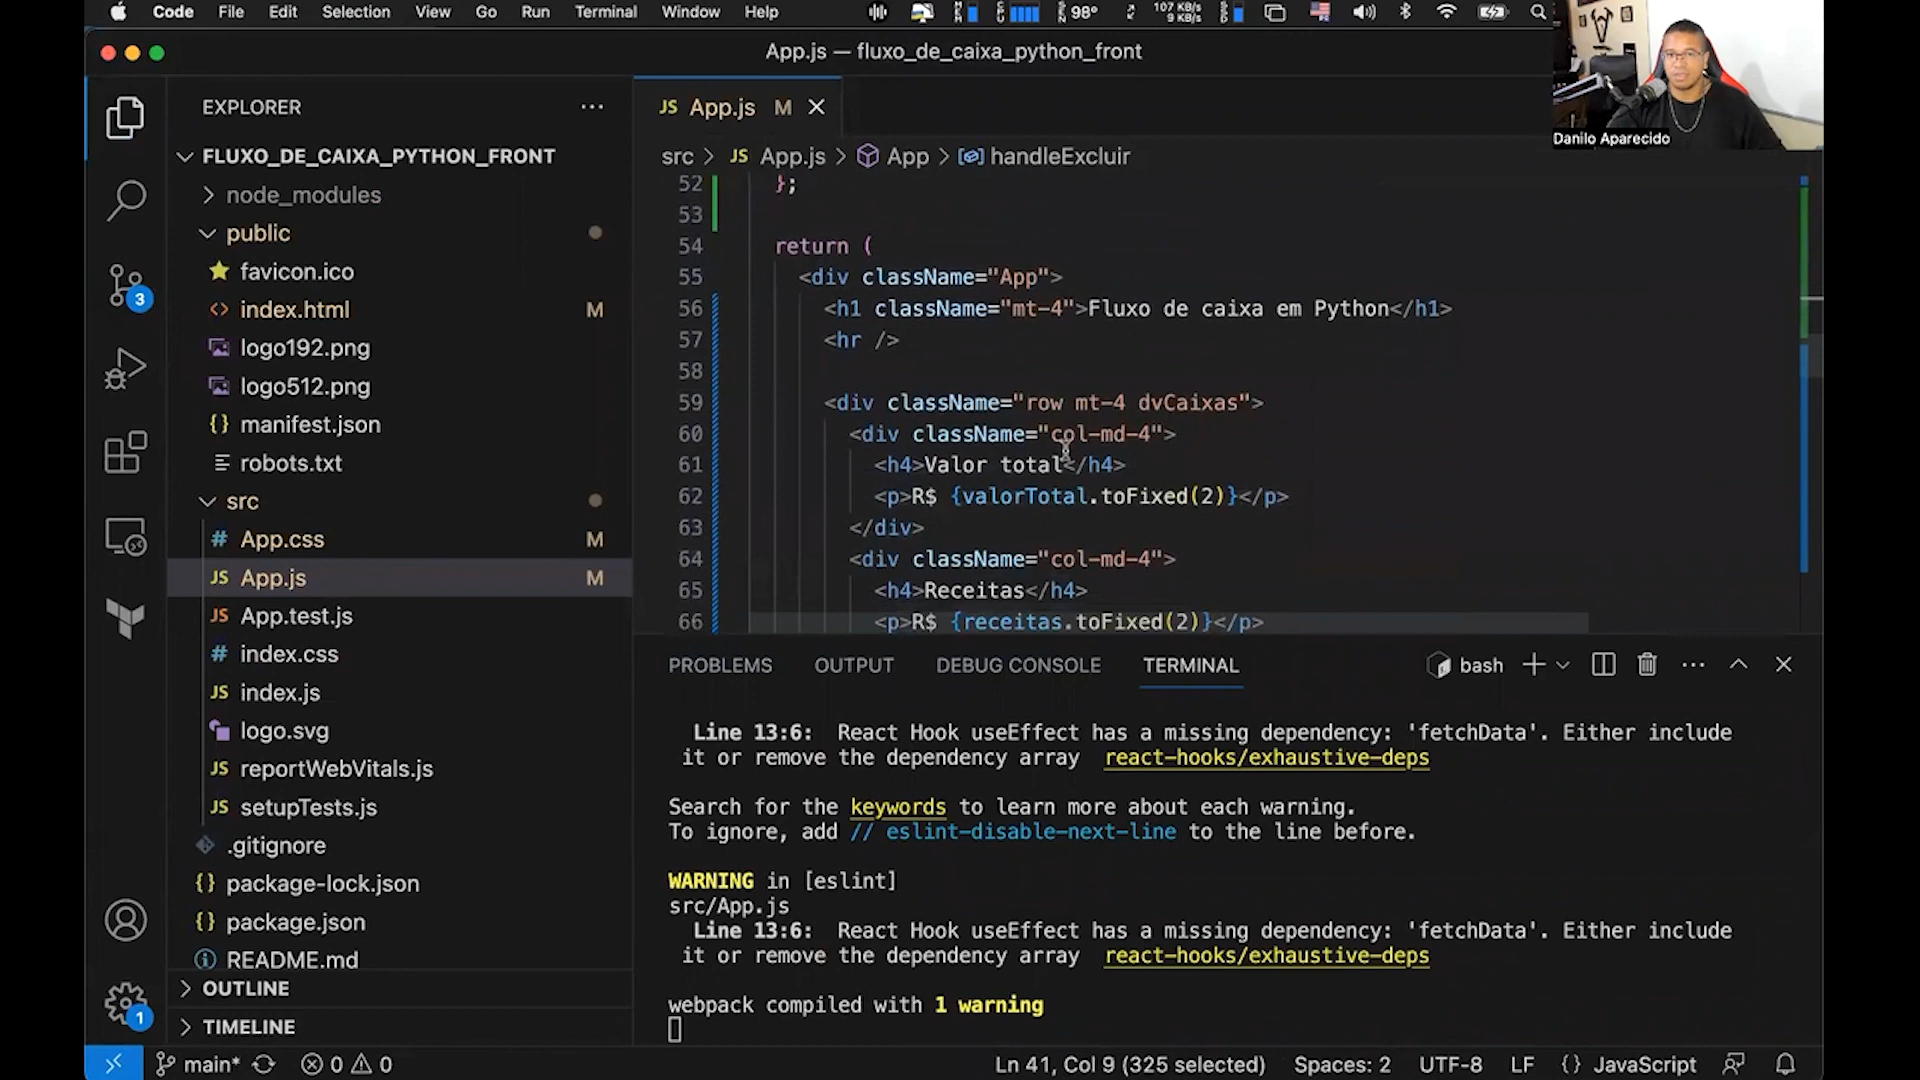 Code File Edit Selection View Go Run Terminal Window Help 98° 107 KB/s 9 KB/s
App.js — fluxo_de_caixa_python_front
Danilo Aparecido
EXPLORER
FLUXO_DE_CAIXA_PYTHON_FRONT
node_modules
public
favicon.ico
index.html M
logo192.png
logo512.png
manifest.json
robots.txt
src
App.css M
App.js M
App.test.js
index.css
index.js
logo.svg
reportWebVitals.js
setupTests.js
.gitignore
package-lock.json
package.json
README.md
OUTLINE
TIMELINE
3
1
JS App.js M
src > JS App.js > App > handleExcluir
52 };
53
54 return (
55 <div className="App">
56 <h1 className="mt-4">Fluxo de caixa em Python</h1>
57 <hr />
58
59 <div className="row mt-4 dvCaixas">
60 <div className="col-md-4">
61 <h4>Valor total</h4>
62 <p>R$ {valorTotal.toFixed(2)}</p>
63 </div>
64 <div className="col-md-4">
65 <h4>Receitas</h4>
66 <p>R$ {receitas.toFixed(2)}</p>
PROBLEMS OUTPUT DEBUG CONSOLE TERMINAL bash
Line 13:6: React Hook useEffect has a missing dependency: 'fetchData'. Either include
it or remove the dependency array react-hooks/exhaustive-deps
Search for the keywords to learn more about each warning.
To ignore, add // eslint-disable-next-line to the line before.
WARNING in [eslint]
src/App.js
Line 13:6: React Hook useEffect has a missing dependency: 'fetchData'. Either include
it or remove the dependency array react-hooks/exhaustive-deps
webpack compiled with 1 warning
main* 0 0 Ln 41, Col 9 (325 selected) Spaces: 2 UTF-8 LF {} JavaScript